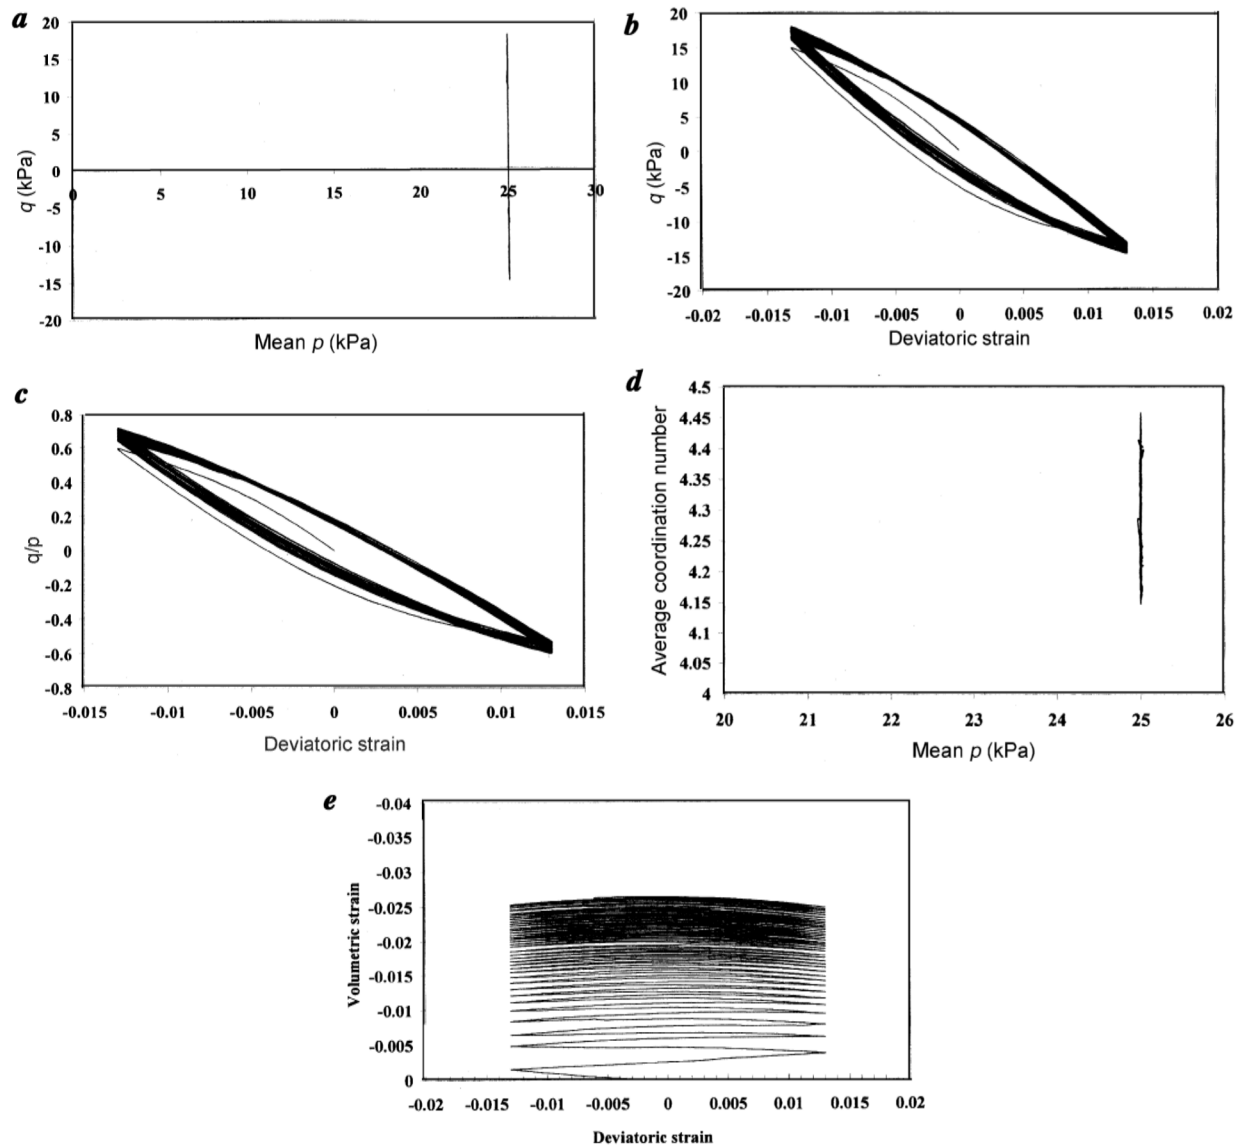 a
20
15
10
5
0
-5
-10
-15
-20
q (kPa)
0 5 10 15 20 25 30
Mean p (kPa)
b
20
15
10
5
0
-5
-10
-15
-20
q (kPa)
-0.02 -0.015 -0.01 -0.005 0 0.005 0.01 0.015 0.02
Deviatoric strain
c
0.8
0.6
0.4
0.2
0
-0.2
-0.4
-0.6
-0.8
q/p
-0.015 -0.01 -0.005 0 0.005 0.01 0.015
Deviatoric strain
d
4.5
4.45
4.4
4.35
4.3
4.25
4.2
4.15
4.1
4.05
4
Average coordination number
20 21 22 23 24 25 26
Mean p (kPa)
e
-0.04
-0.035
-0.03
-0.025
-0.02
-0.015
-0.01
-0.005
0
Volumetric strain
-0.02 -0.015 -0.01 -0.005 0 0.005 0.01 0.015 0.02
Deviatoric strain